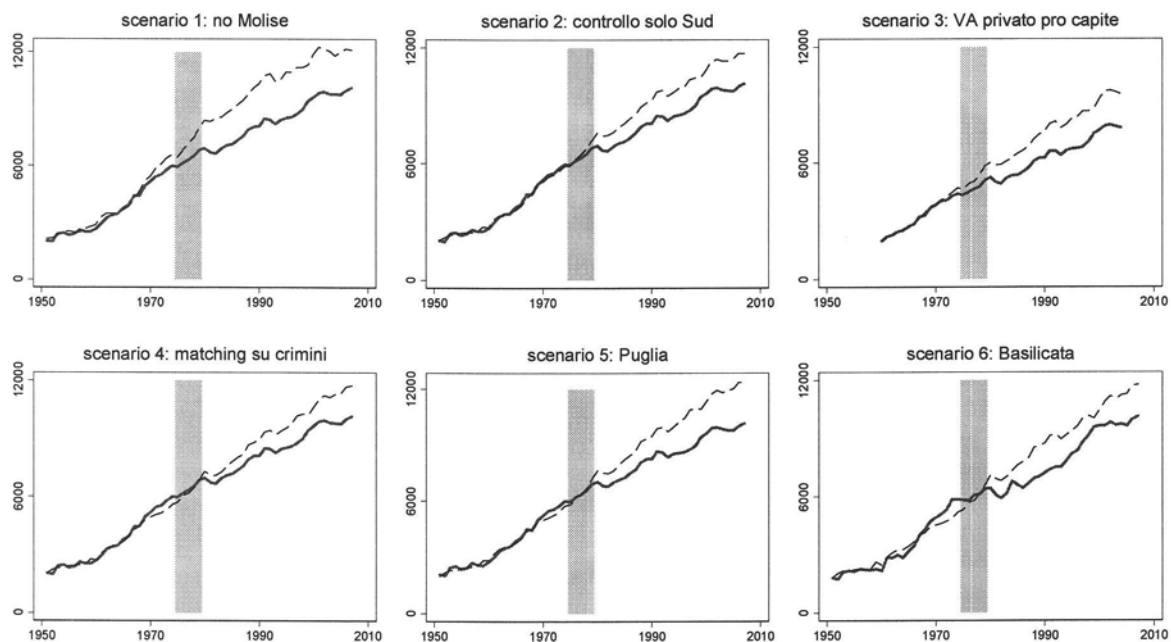 scenario 1: no Molise
12000
6000
0
1950 1970 1990 2010
scenario 2: controllo solo Sud
12000
6000
0
1950 1970 1990 2010
scenario 3: VA privato pro capite
12000
6000
0
1950 1970 1990 2010
scenario 4: matching su crimini
12000
6000
0
1950 1970 1990 2010
scenario 5: Puglia
12000
6000
0
1950 1970 1990 2010
scenario 6: Basilicata
12000
6000
0
1950 1970 1990 2010